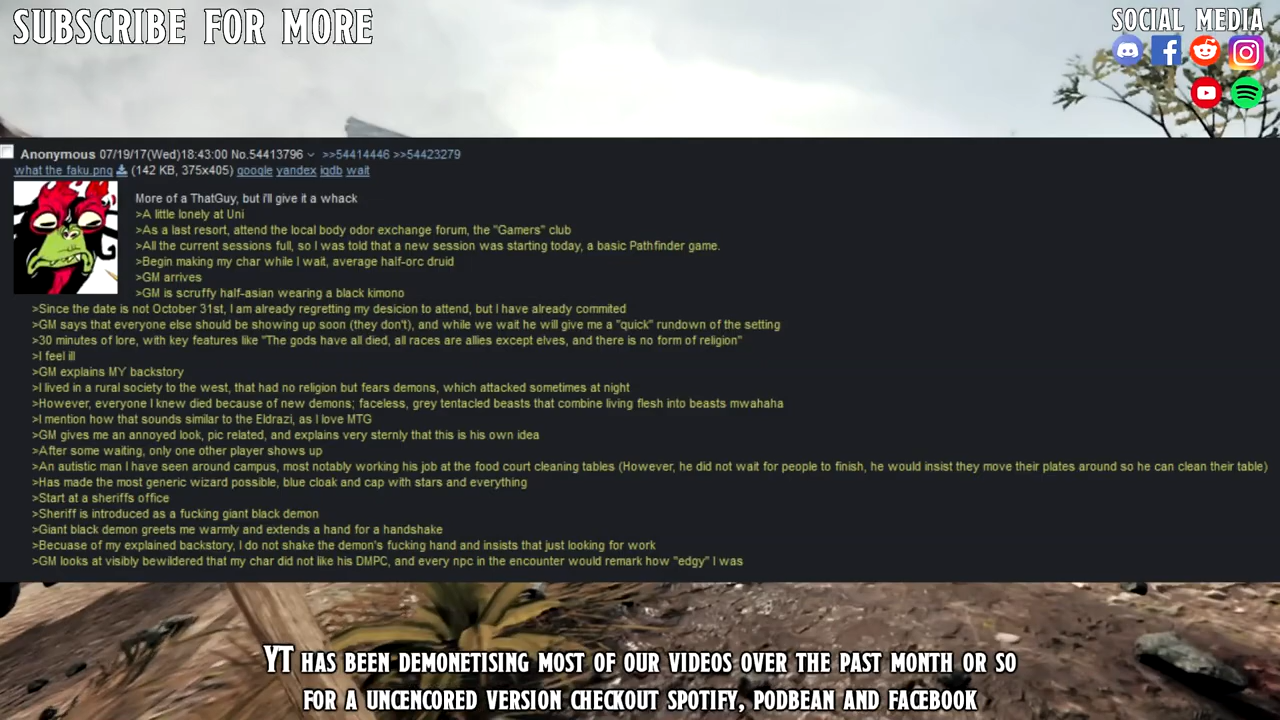 SUBSCRIBE FOR MORE
SOCIAL MEDIA
Anonymous 07/19/17(Wed)18:43:00 No.54413796 >>54414446 >>54423279
what the faku.png (142 KB, 375x405) google yandex iqdb wait
More of a ThatGuy, but i'll give it a whack
>A little lonely at Uni
>As a last resort, attend the local body odor exchange forum, the "Gamers" club
>All the current sessions full, so I was told that a new session was starting today, a basic Pathfinder game.
>Begin making my char while I wait, average half-orc druid
>GM arrives
>GM is scruffy half-asian wearing a black kimono
>Since the date is not October 31st, I am already regretting my desicion to attend, but I have already commited
>GM says that everyone else should be showing up soon (they don't), and while we wait he will give me a "quick" rundown of the setting
>30 minutes of lore, with key features like "The gods have all died, all races are allies except elves, and there is no form of religion"
>I feel ill
>GM explains MY backstory
>I lived in a rural society to the west, that had no religion but fears demons, which attacked sometimes at night
>However, everyone I knew died because of new demons; faceless, grey tentacled beasts that combine living flesh into beasts mwahaha
>I mention how that sounds similar to the Eldrazi, as I love MTG
>GM gives me an annoyed look, pic related, and explains very sternly that this is his own idea
>After some waiting, only one other player shows up
>An autistic man I have seen around campus, most notably working his job at the food court cleaning tables (However, he did not wait for people to finish, he would insist they move their plates around so he can clean their table)
>Has made the most generic wizard possible, blue cloak and cap with stars and everything
>Start at a sheriffs office
>Sheriff is introduced as a fucking giant black demon
>Giant black demon greets me warmly and extends a hand for a handshake
>Becuase of my explained backstory, I do not shake the demon's fucking hand and insists that just looking for work
>GM looks at visibly bewildered that my char did not like his DMPC, and every npc in the encounter would remark how "edgy" I was
YT HAS BEEN DEMONETISING MOST OF OUR VIDEOS OVER THE PAST MONTH OR SO
FOR A UNCENCORED VERSION CHECKOUT SPOTIFY, PODBEAN AND FACEBOOK